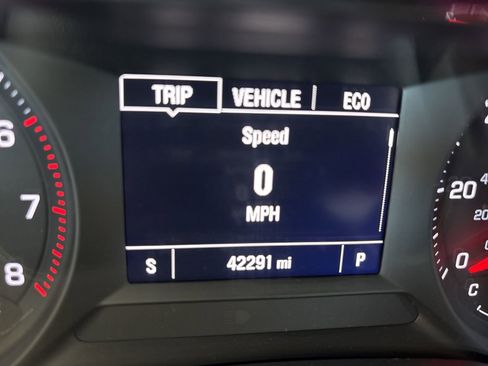 TRIP VEHICLE ECO
Speed
0
MPH
S 42291 mi P
6
7
8
20
0
C